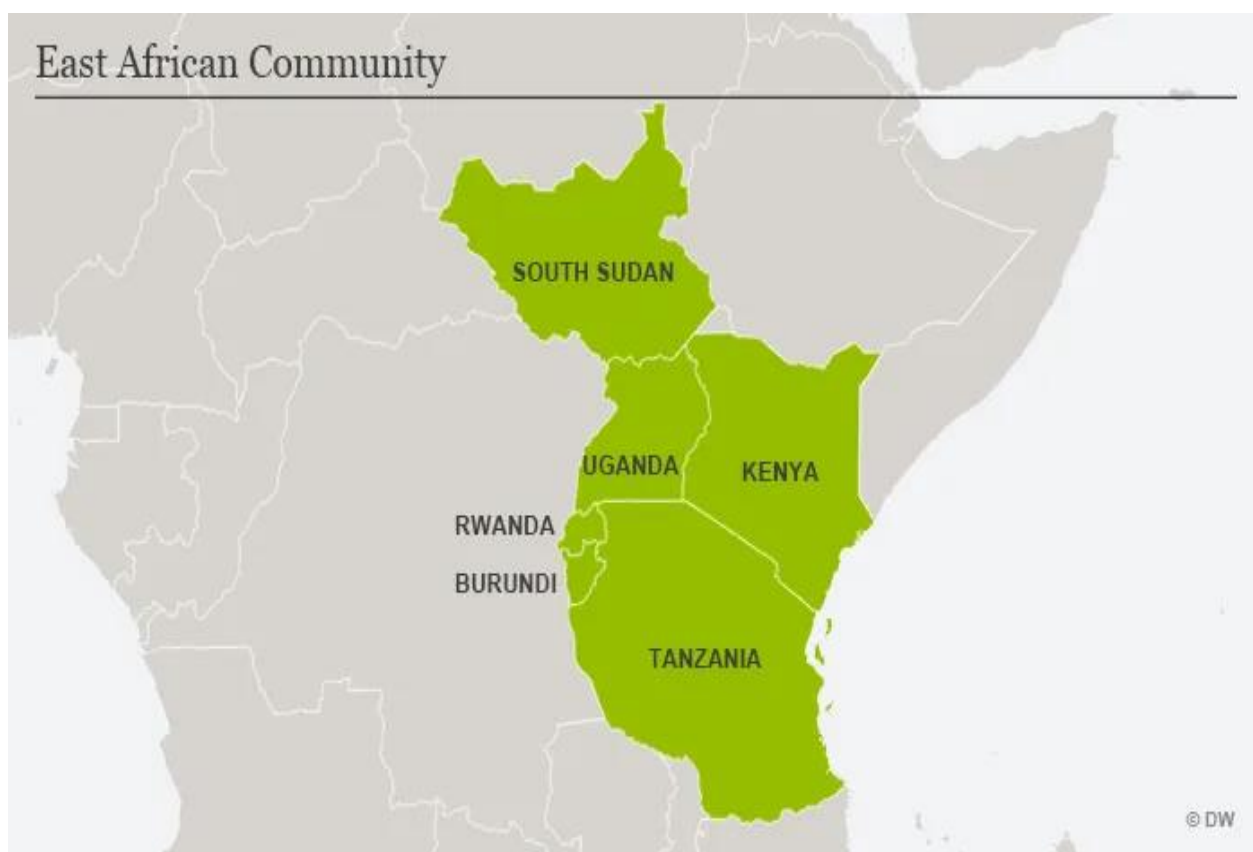 East African Community
SOUTH SUDAN
UGANDA
KENYA
RWANDA
BURUNDI
TANZANIA
© DW